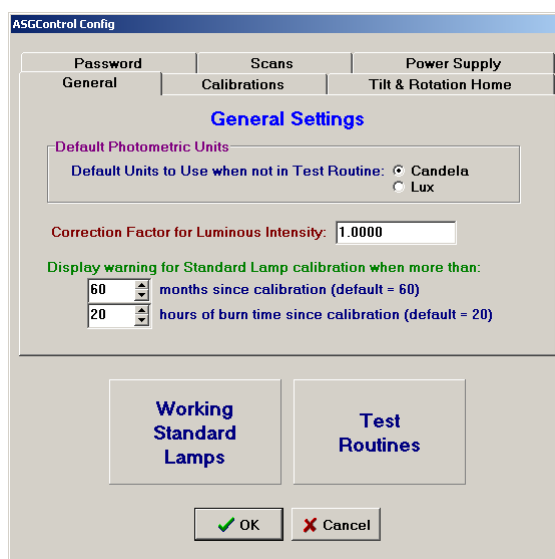 ASGControl Config
Password Scans Power Supply
General Calibrations Tilt & Rotation Home
General Settings
Default Photometric Units
Default Units to Use when not in Test Routine: Candela
Lux
Correction Factor for Luminous Intensity: 1.0000
Display warning for Standard Lamp calibration when more than:
60 months since calibration (default = 60)
20 hours of burn time since calibration (default = 20)
Working
Standard
Lamps
Test
Routines
OK Cancel